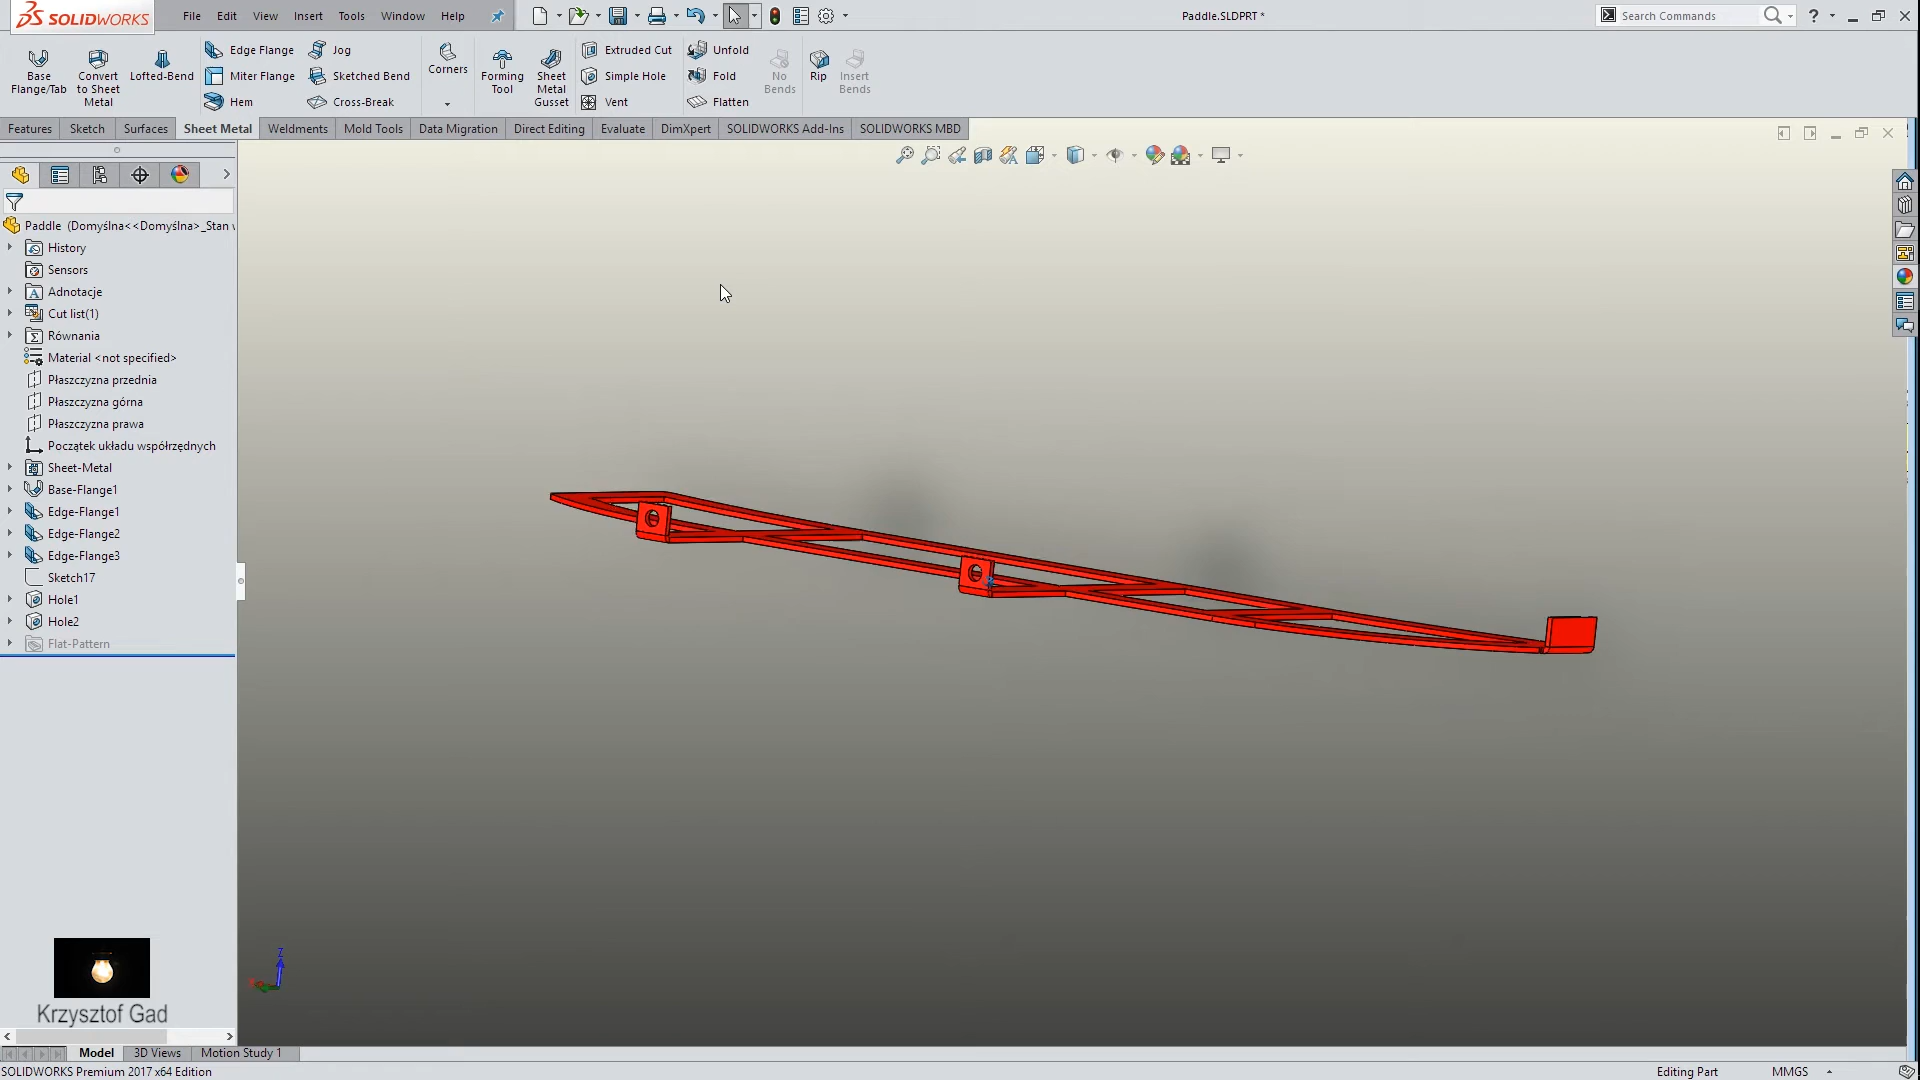 SOLIDWORKS
File Edit View Insert Tools Window Help
Paddle.SLDPRT *
Search Commands
Base Flange/Tab
Convert to Sheet Metal
Lofted-Bend
Edge Flange
Miter Flange
Hem
Jog
Sketched Bend
Cross-Break
Corners
Forming Tool
Sheet Metal Gusset
Extruded Cut
Simple Hole
Vent
Unfold
Fold
Flatten
No Bends
Rip
Insert Bends
Features Sketch Surfaces Sheet Metal Weldments Mold Tools Data Migration Direct Editing Evaluate DimXpert SOLIDWORKS Add-Ins SOLIDWORKS MBD
Paddle (Domyślna<<Domyślna>_Stan
History
Sensors
Adnotacje
Cut list(1)
Równania
Material <not specified>
Płaszczyzna przednia
Płaszczyzna górna
Płaszczyzna prawa
Początek układu współrzędnych
Sheet-Metal
Base-Flange1
Edge-Flange1
Edge-Flange2
Edge-Flange3
Sketch17
Hole1
Hole2
Flat-Pattern
Z
Krzysztof Gad
Model 3D Views Motion Study 1
SOLIDWORKS Premium 2017 x64 Edition
Editing Part
MMGS